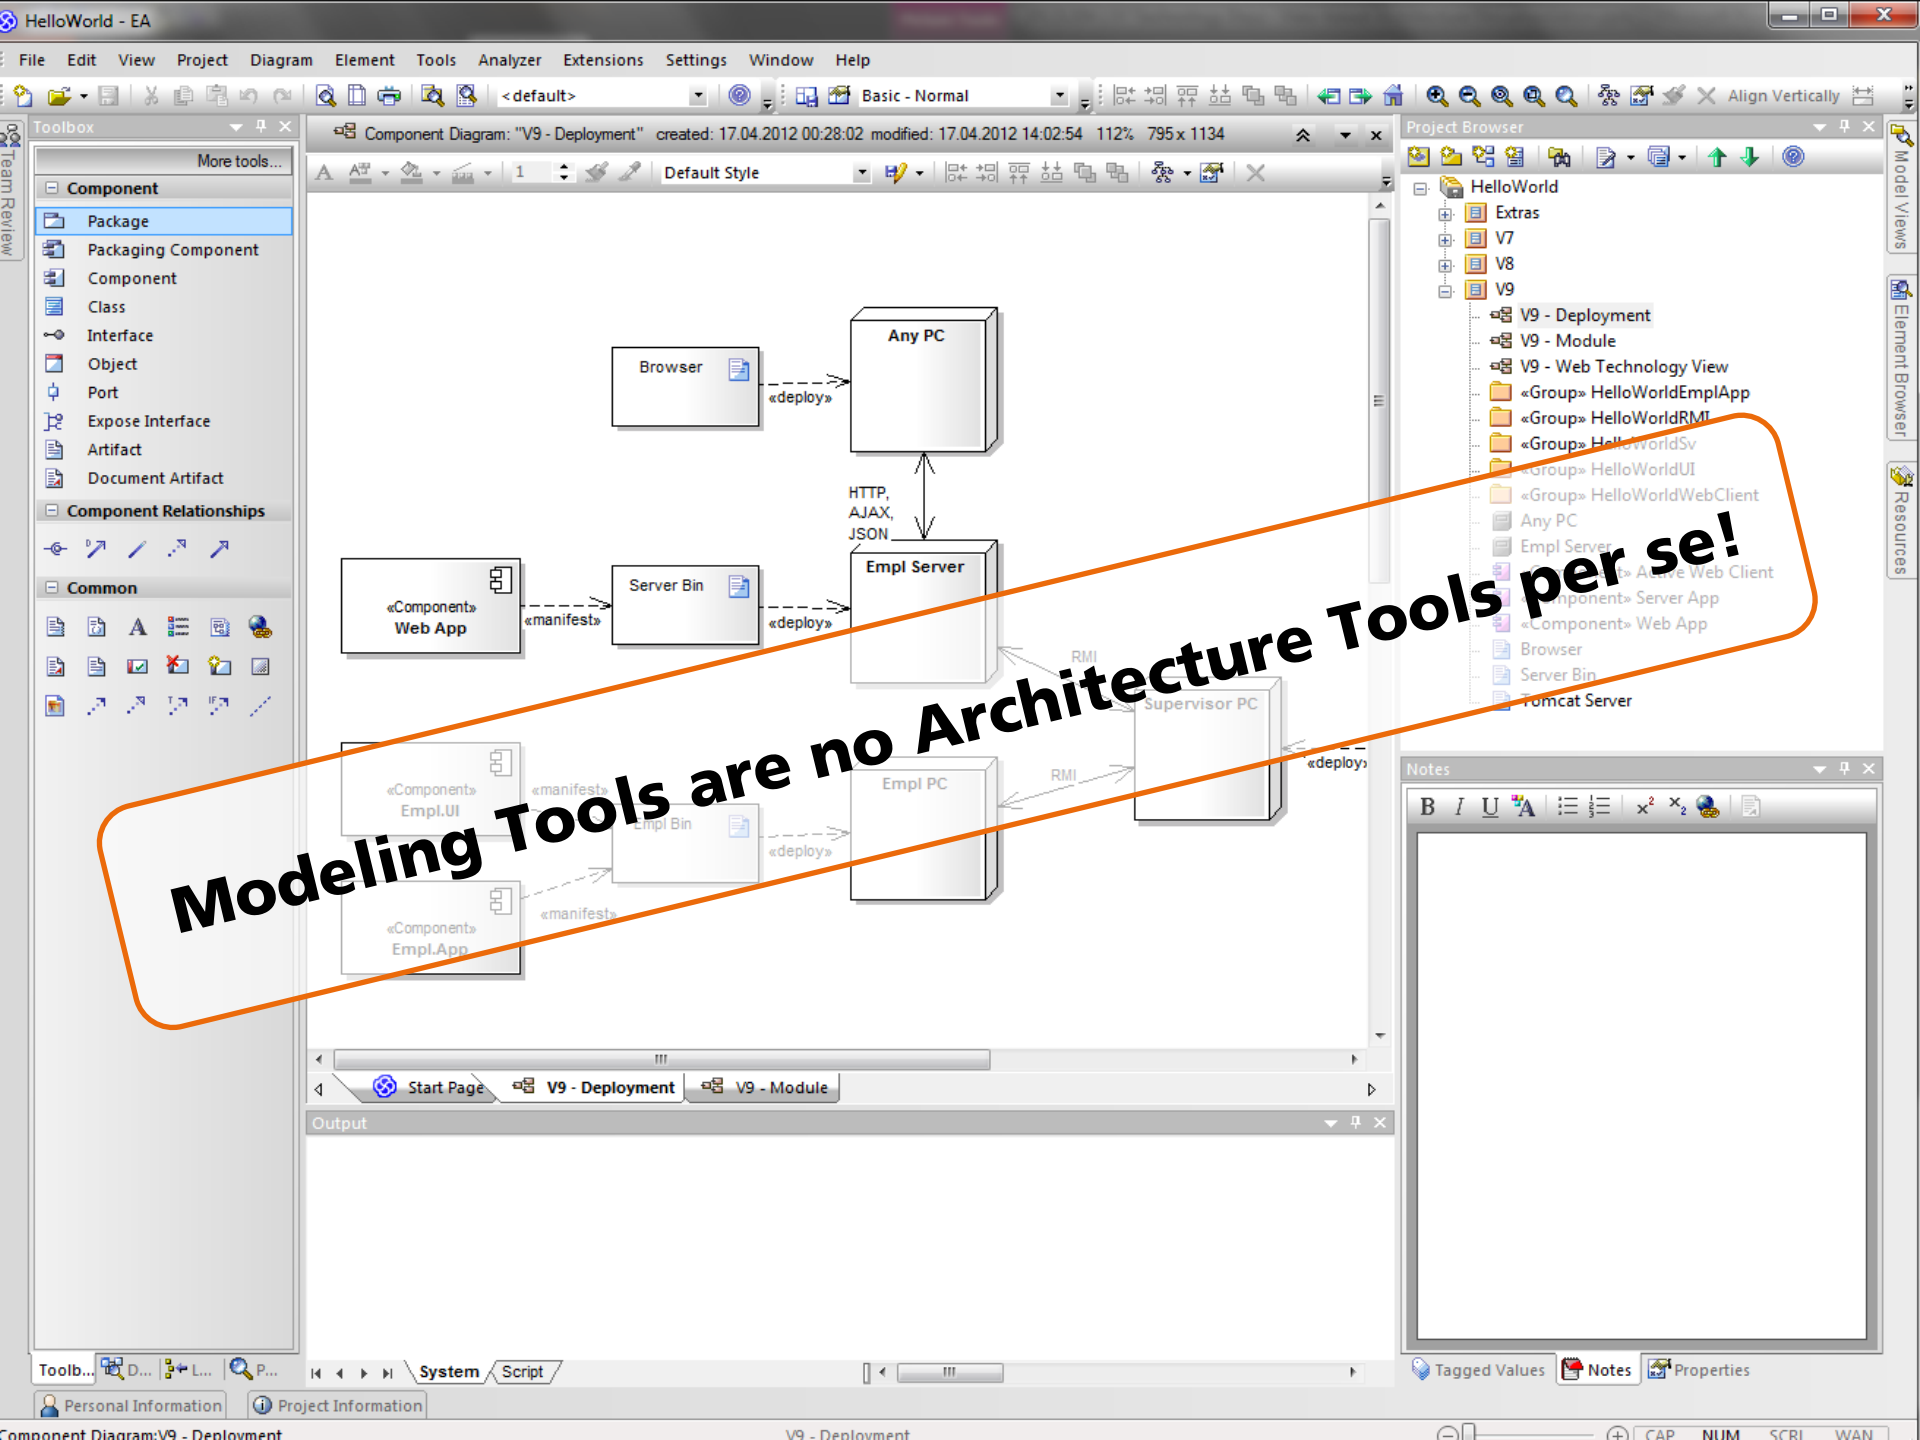 HelloWorld - EA
File Edit View Project Diagram Element Tools Analyzer Extensions Settings Window Help
<default>
Basic - Normal
Align Vertically
Team Review
Toolbox
More tools...
Component
Package
Packaging Component
Component
Class
Interface
Object
Port
Expose Interface
Artifact
Document Artifact
Component Relationships
Common
Component Diagram: "V9 - Deployment" created: 17.04.2012 00:28:02 modified: 17.04.2012 14:02:54 112% 795 x 1134
1
Default Style
Browser
«deploy»
Any PC
HTTP,
AJAX,
JSON
«Component»
Web App
«manifest»
Server Bin
«deploy»
Empl Server
RMI
Supervisor PC
«deploy»
«Component»
Empl.UI
«manifest»
Empl Bin
«deploy»
Empl PC
RMI
«Component»
Empl.App
«manifest»
Modeling Tools are no Architecture Tools per se!
Start Page
V9 - Deployment
V9 - Module
Output
System
Script
Project Browser
HelloWorld
Extras
V7
V8
V9
V9 - Deployment
V9 - Module
V9 - Web Technology View
«Group» HelloWorldEmplApp
«Group» HelloWorldRMI
«Group» HelloWorldSv
«Group» HelloWorldUI
«Group» HelloWorldWebClient
Any PC
Empl Server
«Component» Active Web Client
«Component» Server App
«Component» Web App
Browser
Server Bin
Tomcat Server
Model Views
Element Browser
Resources
Notes
B I U A x² x₂
Tagged Values
Notes
Properties
Toolb... D... L... P...
Personal Information
Project Information
Component Diagram:V9 - Deployment
V9 - Deployment
CAP NUM SCRL WAN